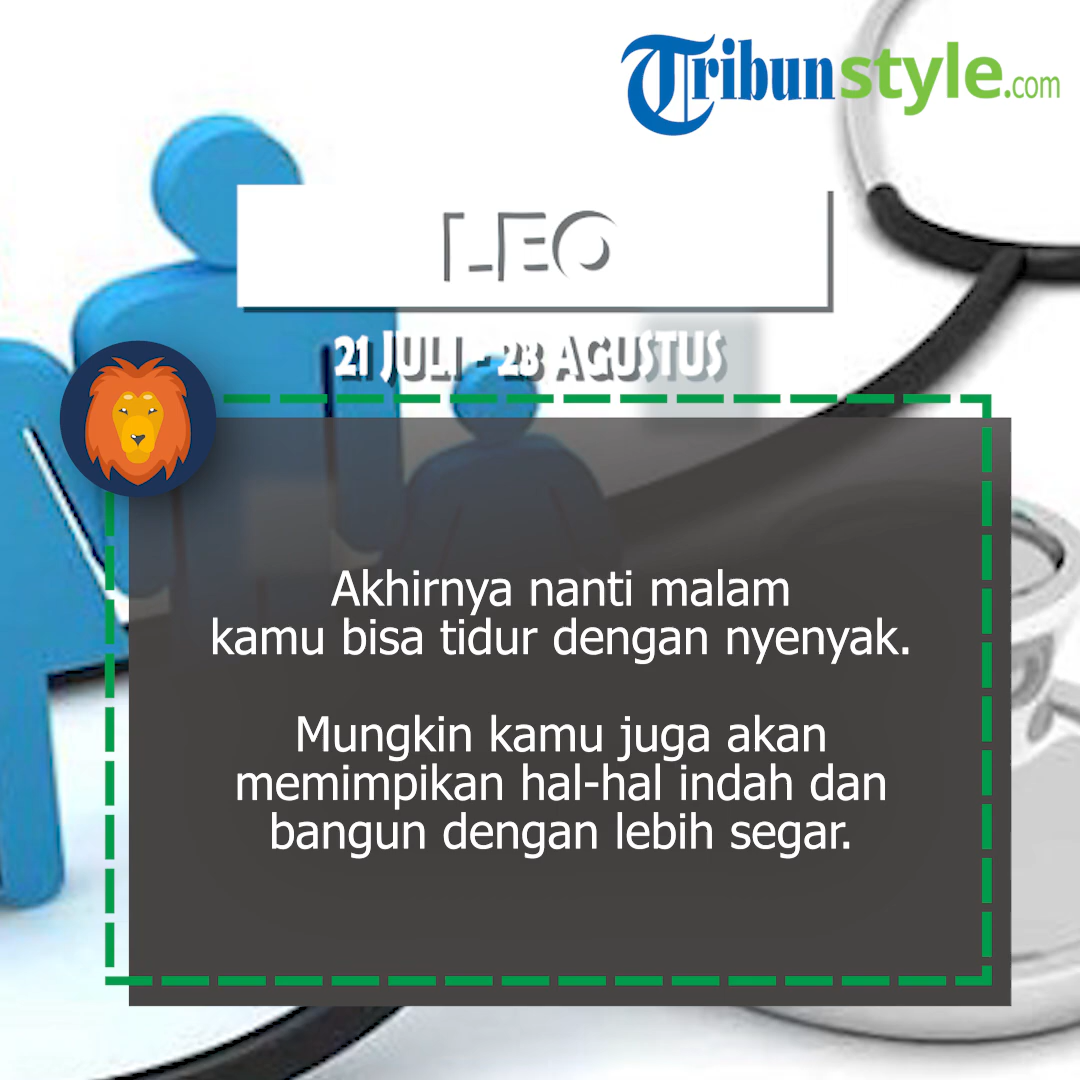 Tribunstyle.com
LEO
21 JULI - 23 AGUSTUS
Akhirnya nanti malam
kamu bisa tidur dengan nyenyak.
Mungkin kamu juga akan
memimpikan hal-hal indah dan
bangun dengan lebih segar.